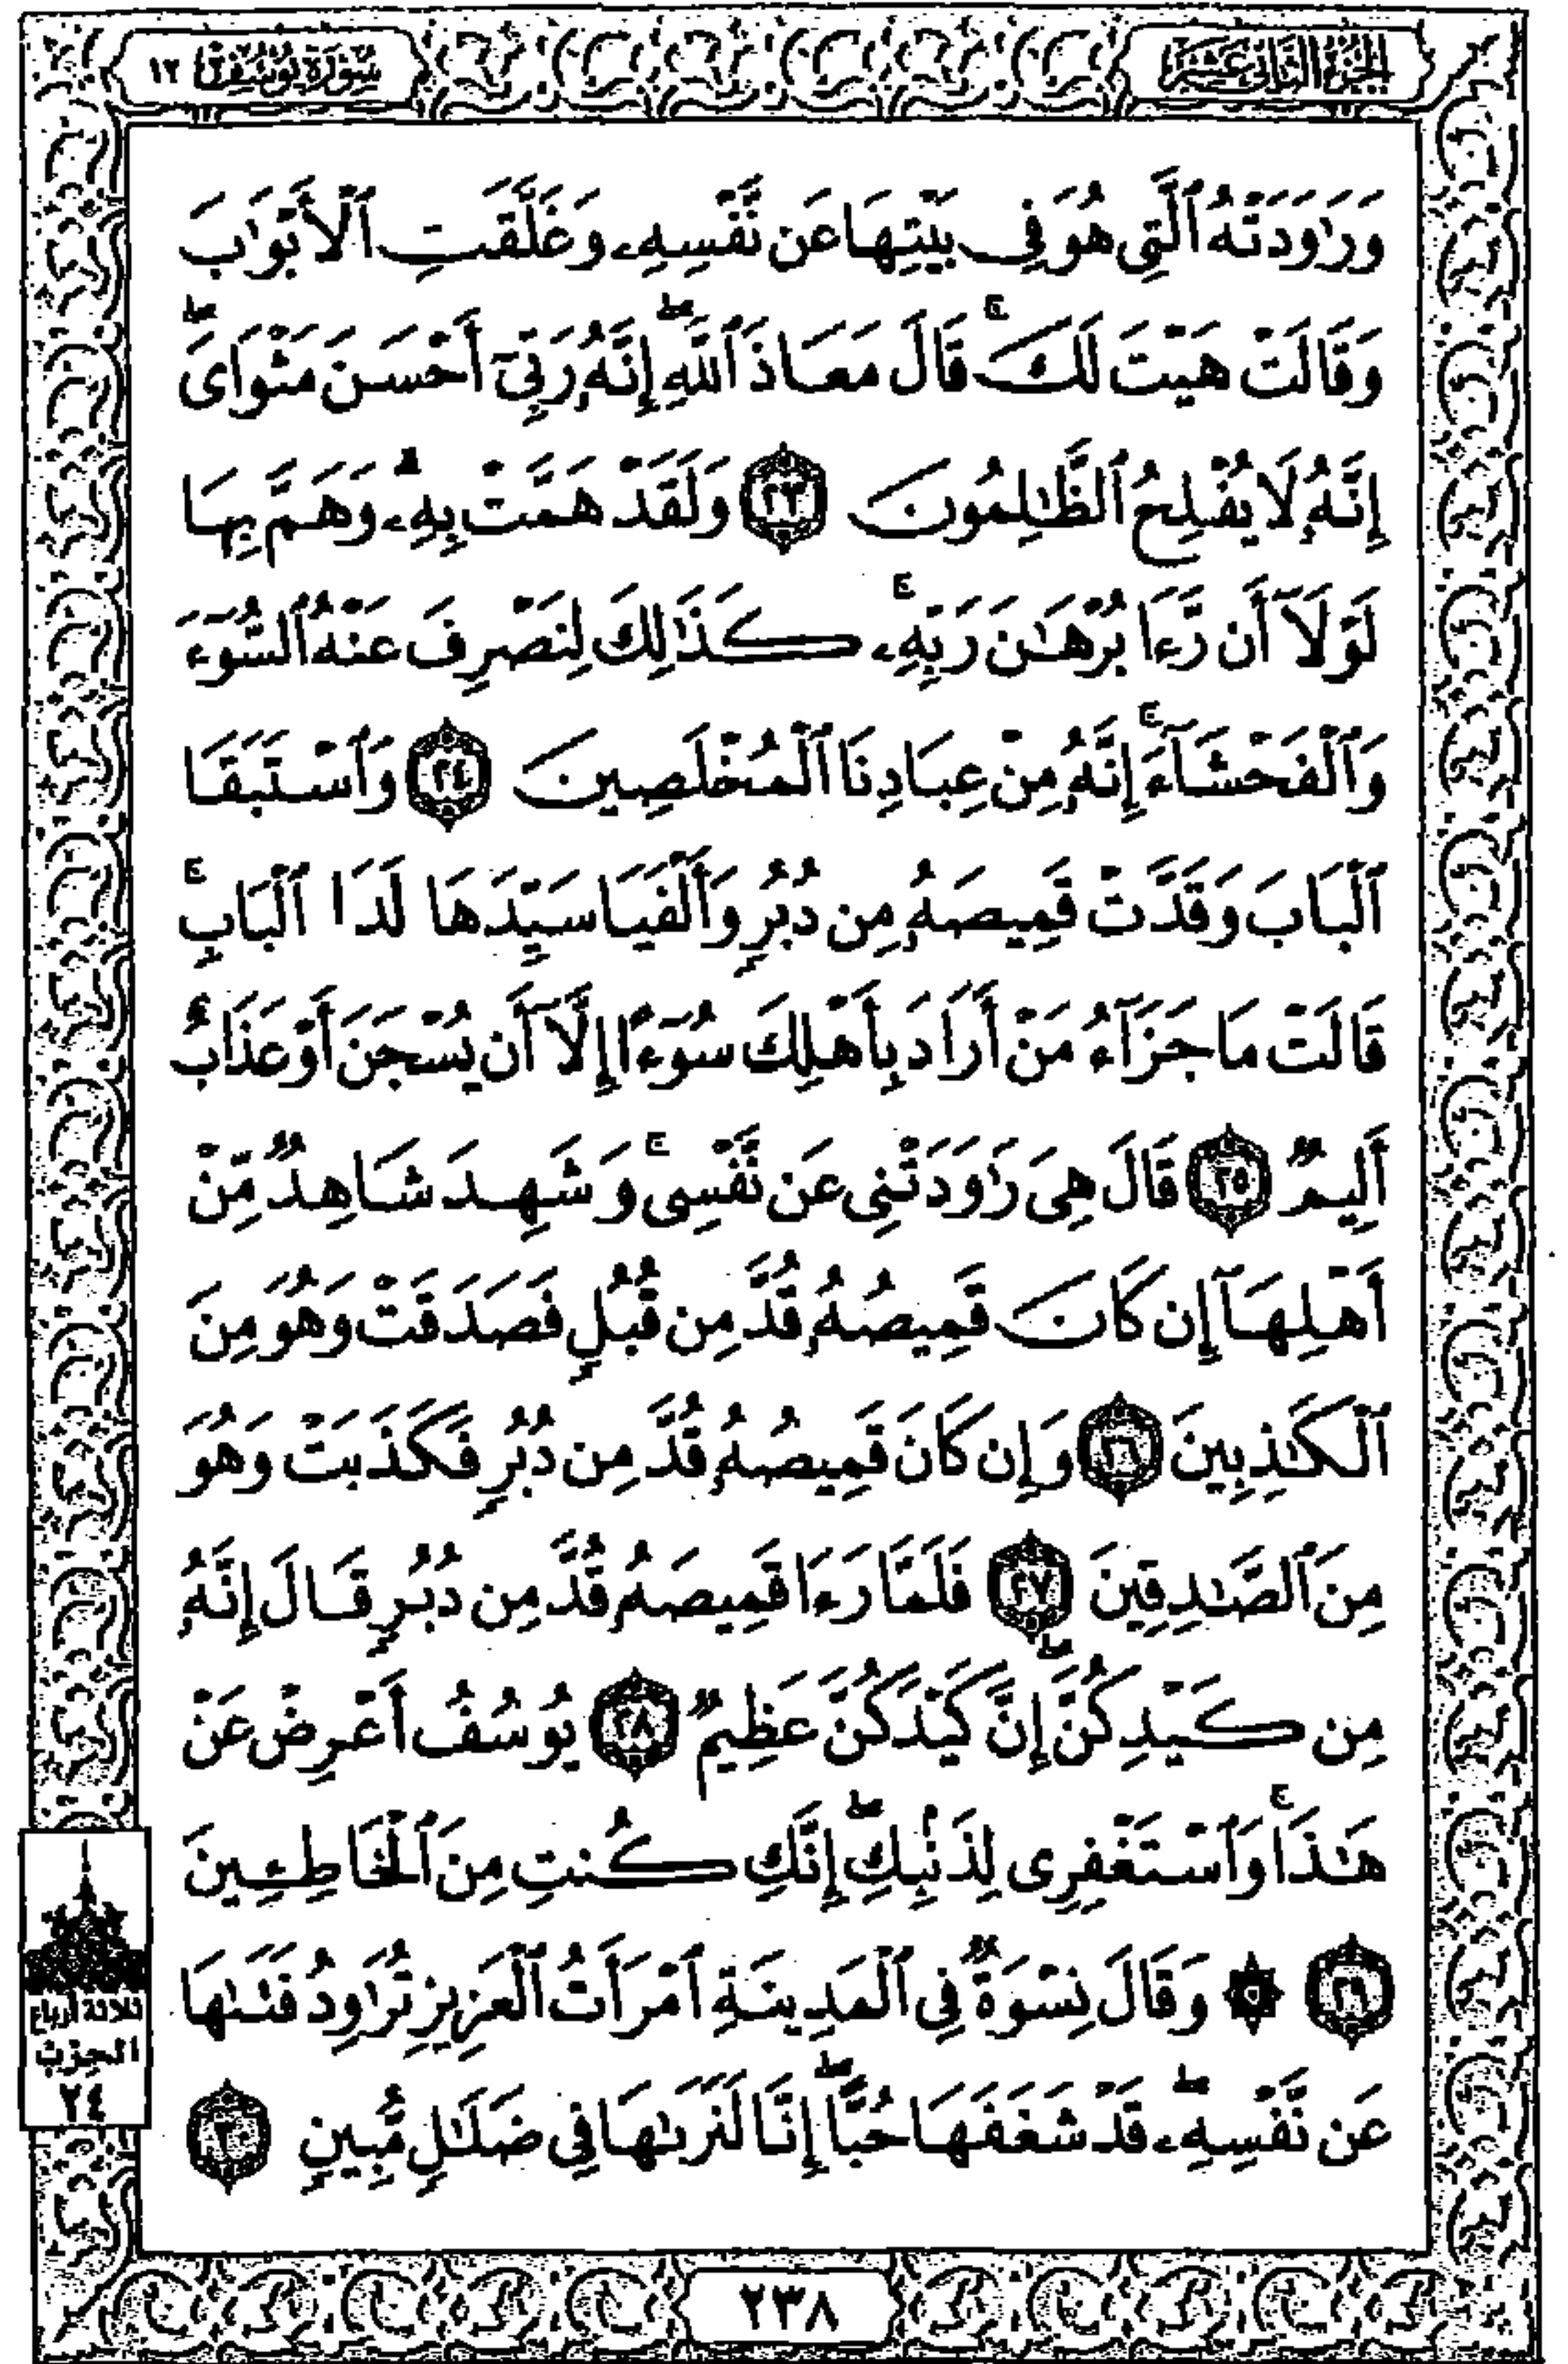 الجزء الثاني عشر
سورة يوسف ١٢
وَرَٰوَدَتْهُ ٱلَّتِى هُوَ فِى بَيْتِهَا عَن نَّفْسِهِۦ وَغَلَّقَتِ ٱلْأَبْوَٰبَ
وَقَالَتْ هَيْتَ لَكَ ۚ قَالَ مَعَاذَ ٱللَّهِ ۖ إِنَّهُۥ رَبِّىٓ أَحْسَنَ مَثْوَاىَ ۖ
إِنَّهُۥ لَا يُفْلِحُ ٱلظَّٰلِمُونَ ٢٣ وَلَقَدْ هَمَّتْ بِهِۦ ۖ وَهَمَّ بِهَا
لَوْلَآ أَن رَّءَا بُرْهَٰنَ رَبِّهِۦ ۚ كَذَٰلِكَ لِنَصْرِفَ عَنْهُ ٱلسُّوٓءَ
وَٱلْفَحْشَآءَ ۚ إِنَّهُۥ مِنْ عِبَادِنَا ٱلْمُخْلَصِينَ ٢٤ وَٱسْتَبَقَا
ٱلْبَابَ وَقَدَّتْ قَمِيصَهُۥ مِن دُبُرٍ وَأَلْفَيَا سَيِّدَهَا لَدَا ٱلْبَابِ ۚ
قَالَتْ مَا جَزَآءُ مَنْ أَرَادَ بِأَهْلِكَ سُوٓءًا إِلَّآ أَن يُسْجَنَ أَوْ عَذَابٌ
أَلِيمٌ ٢٥ قَالَ هِىَ رَٰوَدَتْنِى عَن نَّفْسِى ۚ وَشَهِدَ شَاهِدٌ مِّنْ
أَهْلِهَآ إِن كَانَ قَمِيصُهُۥ قُدَّ مِن قُبُلٍ فَصَدَقَتْ وَهُوَ مِنَ
ٱلْكَٰذِبِينَ ٢٦ وَإِن كَانَ قَمِيصُهُۥ قُدَّ مِن دُبُرٍ فَكَذَبَتْ وَهُوَ
مِنَ ٱلصَّٰدِقِينَ ٢٧ فَلَمَّا رَءَا قَمِيصَهُۥ قُدَّ مِن دُبُرٍ قَالَ إِنَّهُۥ
مِن كَيْدِكُنَّ ۖ إِنَّ كَيْدَكُنَّ عَظِيمٌ ٢٨ يُوسُفُ أَعْرِضْ عَنْ
هَٰذَا ۚ وَٱسْتَغْفِرِى لِذَنۢبِكِ ۖ إِنَّكِ كُنتِ مِنَ ٱلْخَاطِـِٔينَ
٢٩ ۞ وَقَالَ نِسْوَةٌ فِى ٱلْمَدِينَةِ ٱمْرَأَتُ ٱلْعَزِيزِ تُرَٰوِدُ فَتَىٰهَا
عَن نَّفْسِهِۦ ۖ قَدْ شَغَفَهَا حُبًّا ۖ إِنَّا لَنَرَىٰهَا فِى ضَلَٰلٍ مُّبِينٍ ٣٠
ثلاثة أرباع
الحزب
٢٤
٢٣٨